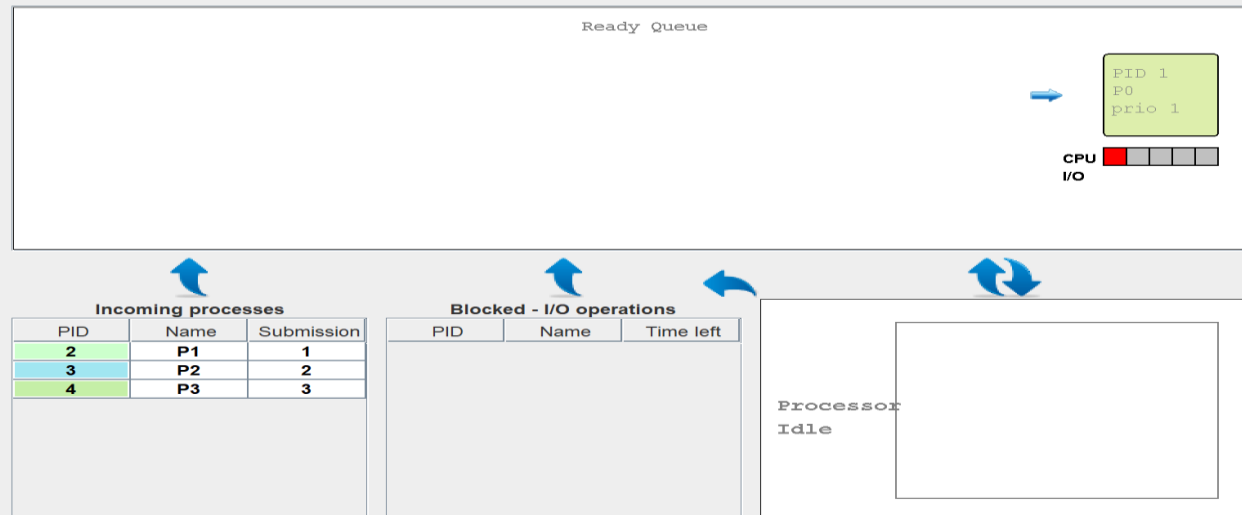 Ready Queue
PID 1
P0
prio 1
CPU
I/O
Incoming processes
PID Name Submission
2 P1 1
3 P2 2
4 P3 3
Blocked - I/O operations
PID Name Time left
Processor
Idle